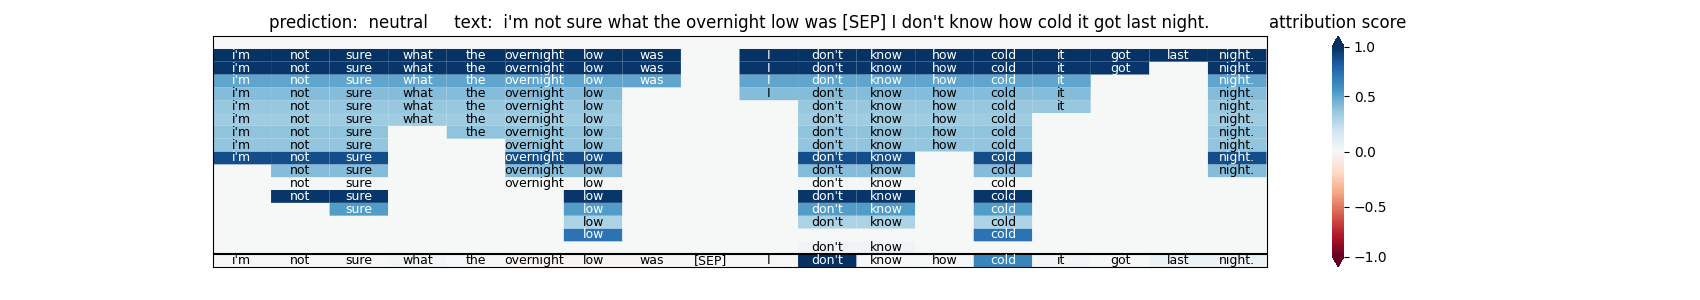 prediction: neutral text: i'm not sure what the overnight low was [SEP] I don't know how cold it got last night. attribution score
i'm not sure what the overnight low was I don't know how cold it got last night. 1.0
i'm not sure what the overnight low was I don't know how cold it got night.
i'm not sure what the overnight low was I don't know how cold it night.
i'm not sure what the overnight low I don't know how cold it night. 0.5
i'm not sure what the overnight low don't know how cold it night.
i'm not sure what the overnight low don't know how cold night.
i'm not sure the overnight low don't know how cold night.
i'm not sure overnight low don't know how cold night.
i'm not sure overnight low don't know cold night. 0.0
not sure overnight low don't know cold night.
not sure overnight low don't know cold
not sure low don't know cold
sure low don't know cold −0.5
low don't know cold
low cold
don't know
i'm not sure what the overnight low was [SEP] I don't know how cold it got last night. −1.0